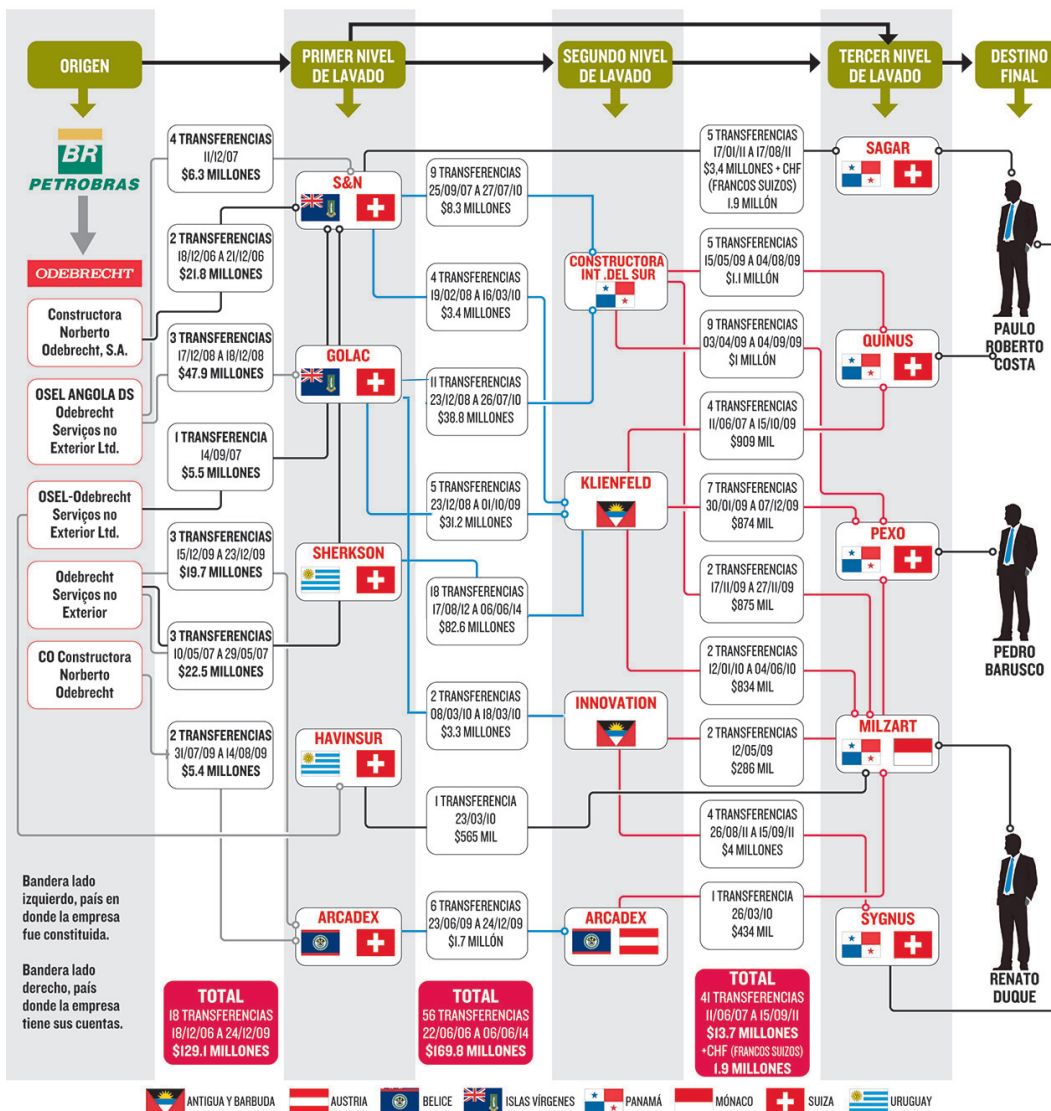 ORIGEN
PRIMER NIVEL
DE LAVADO
SEGUNDO NIVEL
DE LAVADO
TERCER NIVEL
DE LAVADO
DESTINO
FINAL
BR
PETROBRAS
ODEBRECHT
Constructora
Norberto
Odebrecht, S.A.
OSEL ANGOLA DS
Odebrecht
Serviços no
Exterior Ltd.
OSEL-Odebrecht
Serviços no
Exterior Ltd.
Odebrecht
Serviços no
Exterior
CO Constructora
Norberto
Odebrecht
Bandera lado
izquierdo, país en
donde la empresa
fue constituida.
Bandera lado
derecho, país
donde la empresa
tiene sus cuentas.
4 TRANSFERENCIAS
11/12/07
$6.3 MILLONES
2 TRANSFERENCIAS
18/12/06 A 21/12/06
$21.8 MILLONES
3 TRANSFERENCIAS
17/12/08 A 18/12/08
$47.9 MILLONES
1 TRANSFERENCIA
14/09/07
$5.5 MILLONES
3 TRANSFERENCIAS
15/12/09 A 23/12/09
$19.7 MILLONES
3 TRANSFERENCIAS
10/05/07 A 29/05/07
$22.5 MILLONES
2 TRANSFERENCIAS
31/07/09 A 14/08/09
$5.4 MILLONES
TOTAL
18 TRANSFERENCIAS
18/12/06 A 24/12/09
$129.1 MILLONES
S&N
GOLAC
SHERKSON
HAVINSUR
ARCADEX
9 TRANSFERENCIAS
25/09/07 A 27/07/10
$8.3 MILLONES
4 TRANSFERENCIAS
19/02/08 A 16/03/10
$3.4 MILLONES
11 TRANSFERENCIAS
23/12/08 A 26/07/10
$38.8 MILLONES
5 TRANSFERENCIAS
23/12/08 A 01/10/09
$31.2 MILLONES
18 TRANSFERENCIAS
17/08/12 A 06/06/14
$82.6 MILLONES
2 TRANSFERENCIAS
08/03/10 A 18/03/10
$3.3 MILLONES
1 TRANSFERENCIA
23/03/10
$565 MIL
6 TRANSFERENCIAS
23/06/09 A 24/12/09
$1.7 MILLÓN
TOTAL
56 TRANSFERENCIAS
22/06/06 A 06/06/14
$169.8 MILLONES
CONSTRUCTORA
INT .DEL SUR
KLIENFELD
INNOVATION
ARCADEX
5 TRANSFERENCIAS
17/01/11 A 17/08/11
$3,4 MILLONES + CHF
(FRANCOS SUIZOS)
1.9 MILLÓN
5 TRANSFERENCIAS
15/05/09 A 04/08/09
$1.1 MILLÓN
9 TRANSFERENCIAS
03/04/09 A 04/09/09
$1 MILLÓN
4 TRANSFERENCIAS
11/06/07 A 15/10/09
$909 MIL
7 TRANSFERENCIAS
30/01/09 A 07/12/09
$874 MIL
2 TRANSFERENCIAS
17/11/09 A 27/11/09
$875 MIL
2 TRANSFERENCIAS
12/01/10 A 04/06/10
$834 MIL
2 TRANSFERENCIAS
12/05/09
$286 MIL
4 TRANSFERENCIAS
26/08/11 A 15/09/11
$4 MILLONES
1 TRANSFERENCIA
26/03/10
$434 MIL
TOTAL
41 TRANSFERENCIAS
11/06/07 A 15/09/11
$13.7 MILLONES
+CHF (FRANCOS SUIZOS)
1.9 MILLONES
SAGAR
QUINUS
PEXO
MILZART
SYGNUS
PAULO
ROBERTO
COSTA
PEDRO
BARUSCO
RENATO
DUQUE
ANTIGUA Y BARBUDA
AUSTRIA
BELICE
ISLAS VÍRGENES
PANAMÁ
MÓNACO
SUIZA
URUGUAY